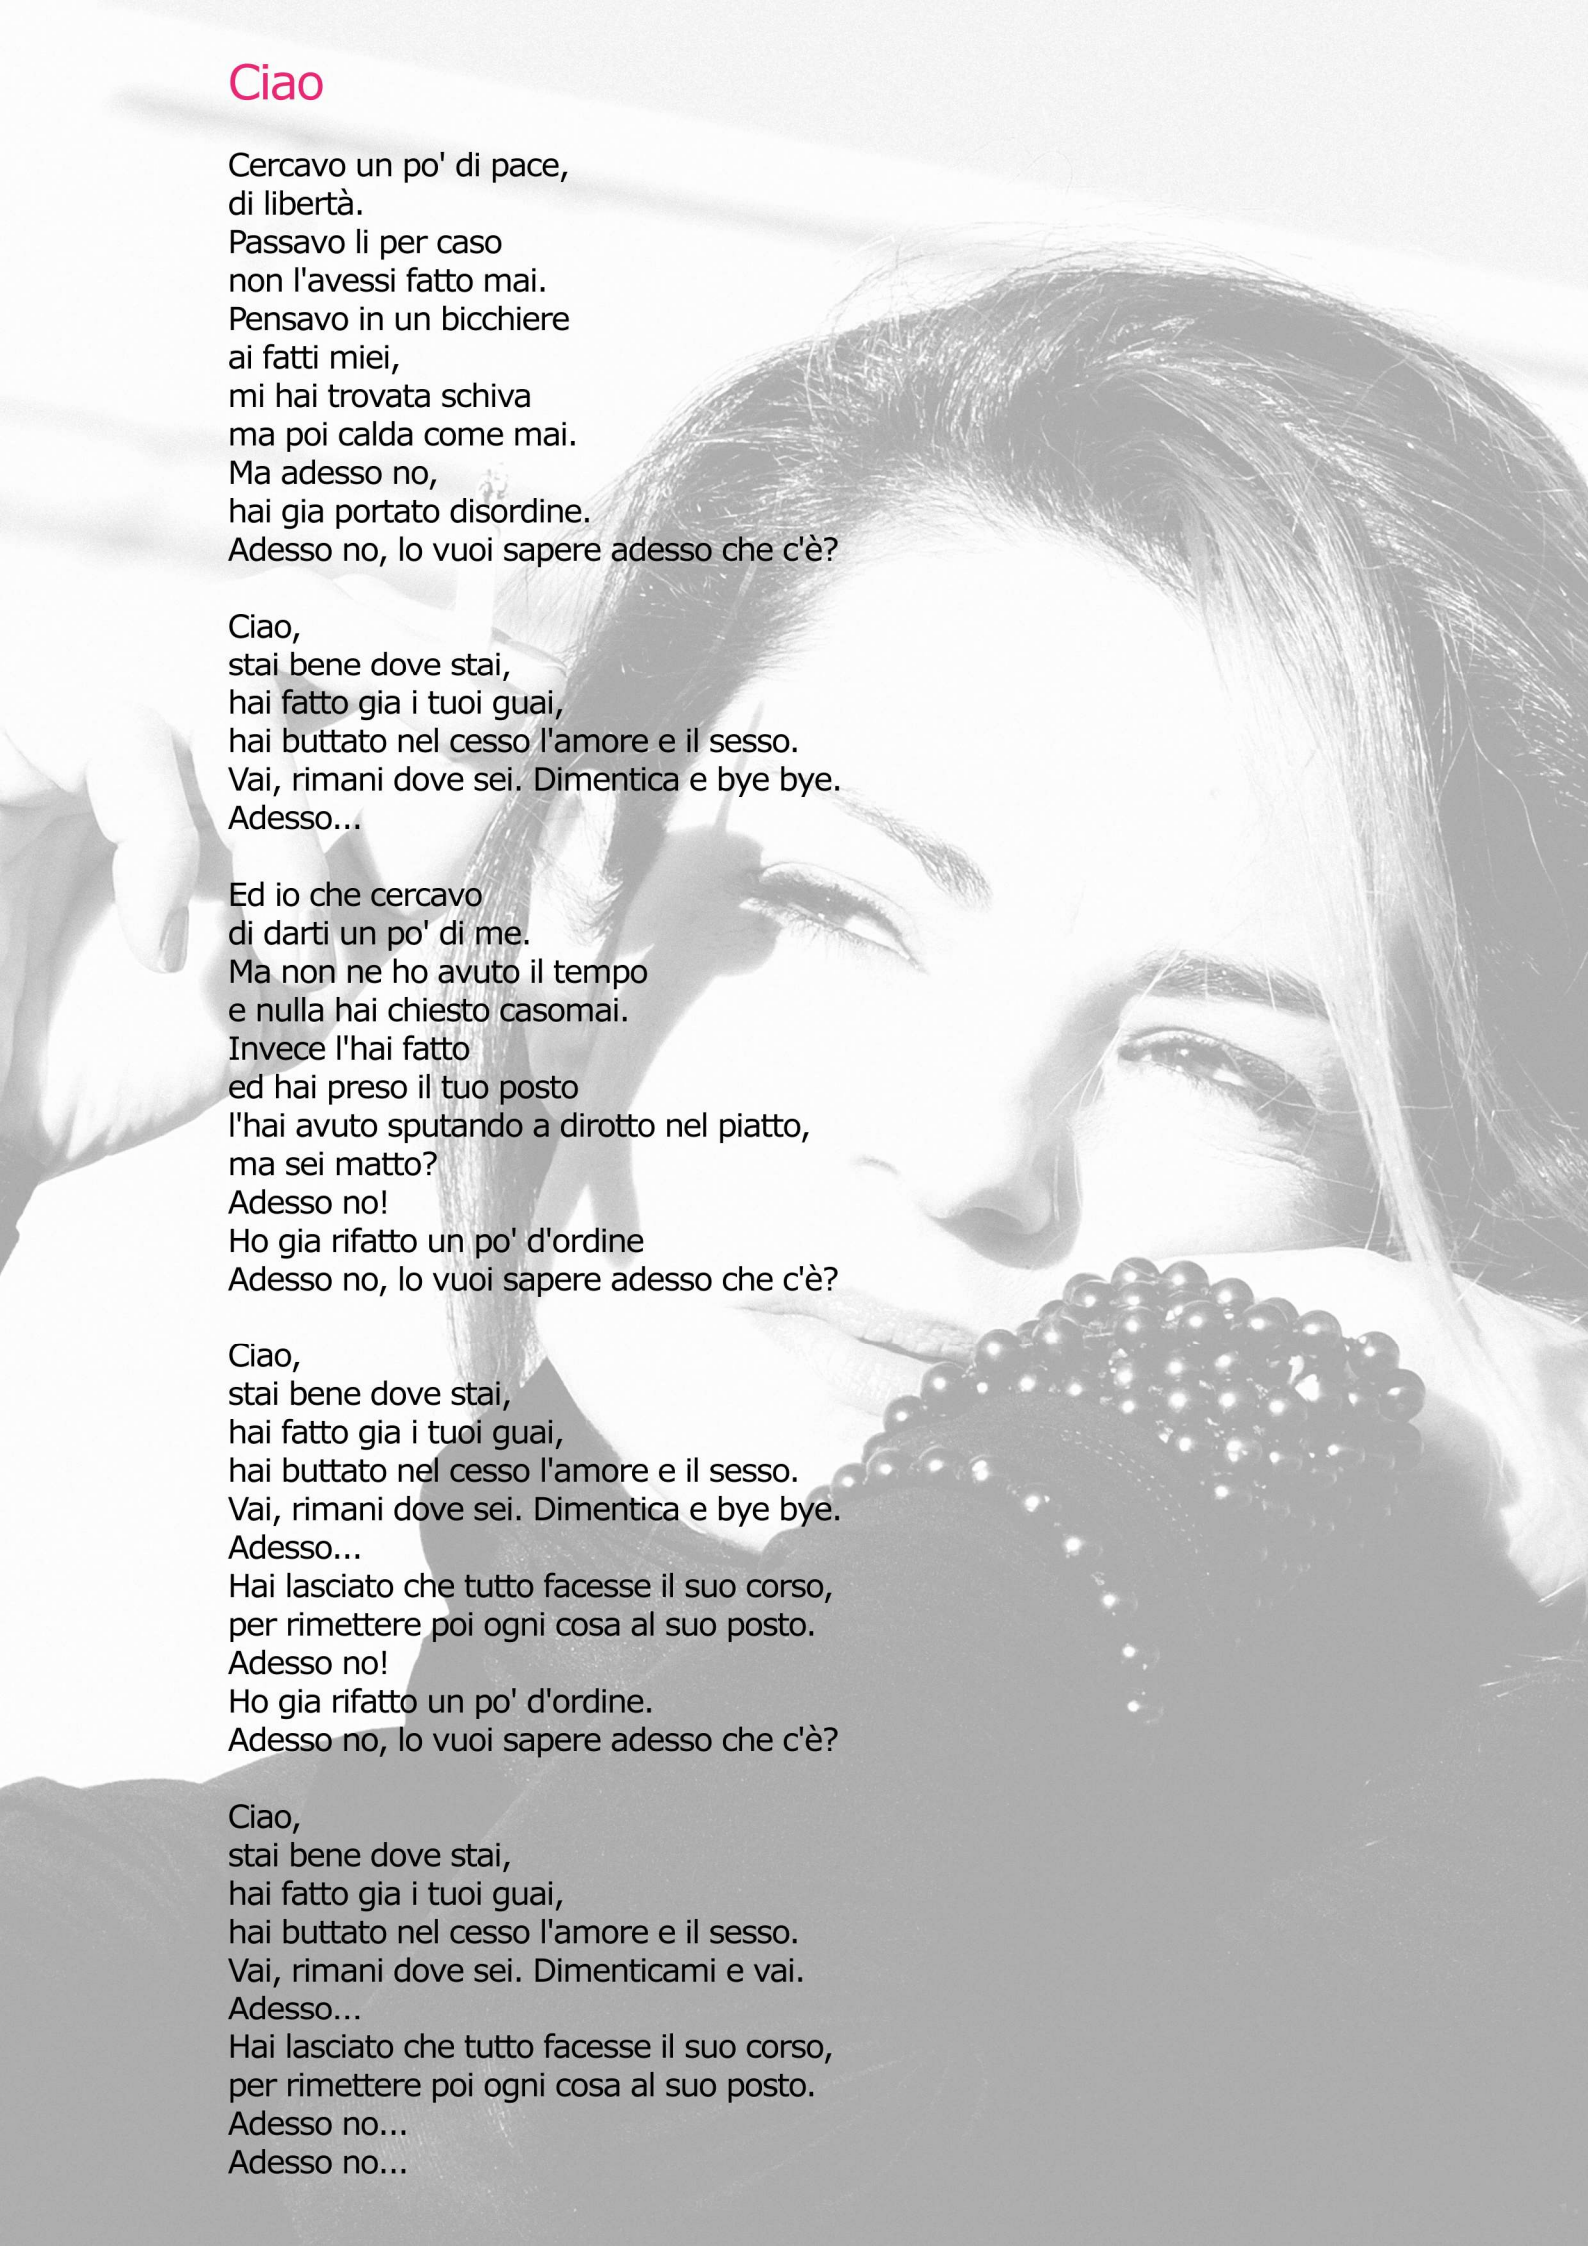 Ciao
Cercavo un po' di pace,
di libertà.
Passavo li per caso
non l'avessi fatto mai.
Pensavo in un bicchiere
ai fatti miei,
mi hai trovata schiva
ma poi calda come mai.
Ma adesso no,
hai gia portato disordine.
Adesso no, lo vuoi sapere adesso che c'è?
Ciao,
stai bene dove stai,
hai fatto gia i tuoi guai,
hai buttato nel cesso l'amore e il sesso.
Vai, rimani dove sei. Dimentica e bye bye.
Adesso...
Ed io che cercavo
di darti un po' di me.
Ma non ne ho avuto il tempo
e nulla hai chiesto casomai.
Invece l'hai fatto
ed hai preso il tuo posto
l'hai avuto sputando a dirotto nel piatto,
ma sei matto?
Adesso no!
Ho gia rifatto un po' d'ordine
Adesso no, lo vuoi sapere adesso che c'è?
Ciao,
stai bene dove stai,
hai fatto gia i tuoi guai,
hai buttato nel cesso l'amore e il sesso.
Vai, rimani dove sei. Dimentica e bye bye.
Adesso...
Hai lasciato che tutto facesse il suo corso,
per rimettere poi ogni cosa al suo posto.
Adesso no!
Ho gia rifatto un po' d'ordine.
Adesso no, lo vuoi sapere adesso che c'è?
Ciao,
stai bene dove stai,
hai fatto gia i tuoi guai,
hai buttato nel cesso l'amore e il sesso.
Vai, rimani dove sei. Dimenticami e vai.
Adesso...
Hai lasciato che tutto facesse il suo corso,
per rimettere poi ogni cosa al suo posto.
Adesso no...
Adesso no...